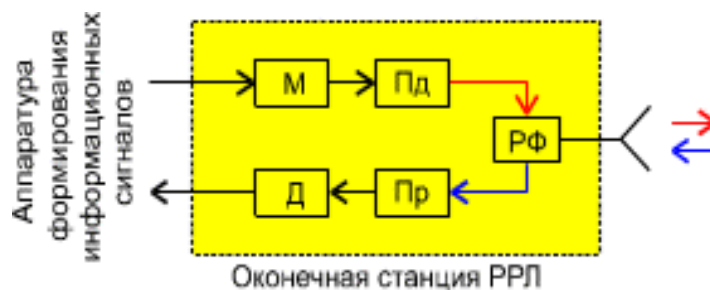 Аппаратура
формирования
информационных
сигналов
М
Пд
РФ
Д
Пр
Оконечная станция РРЛ